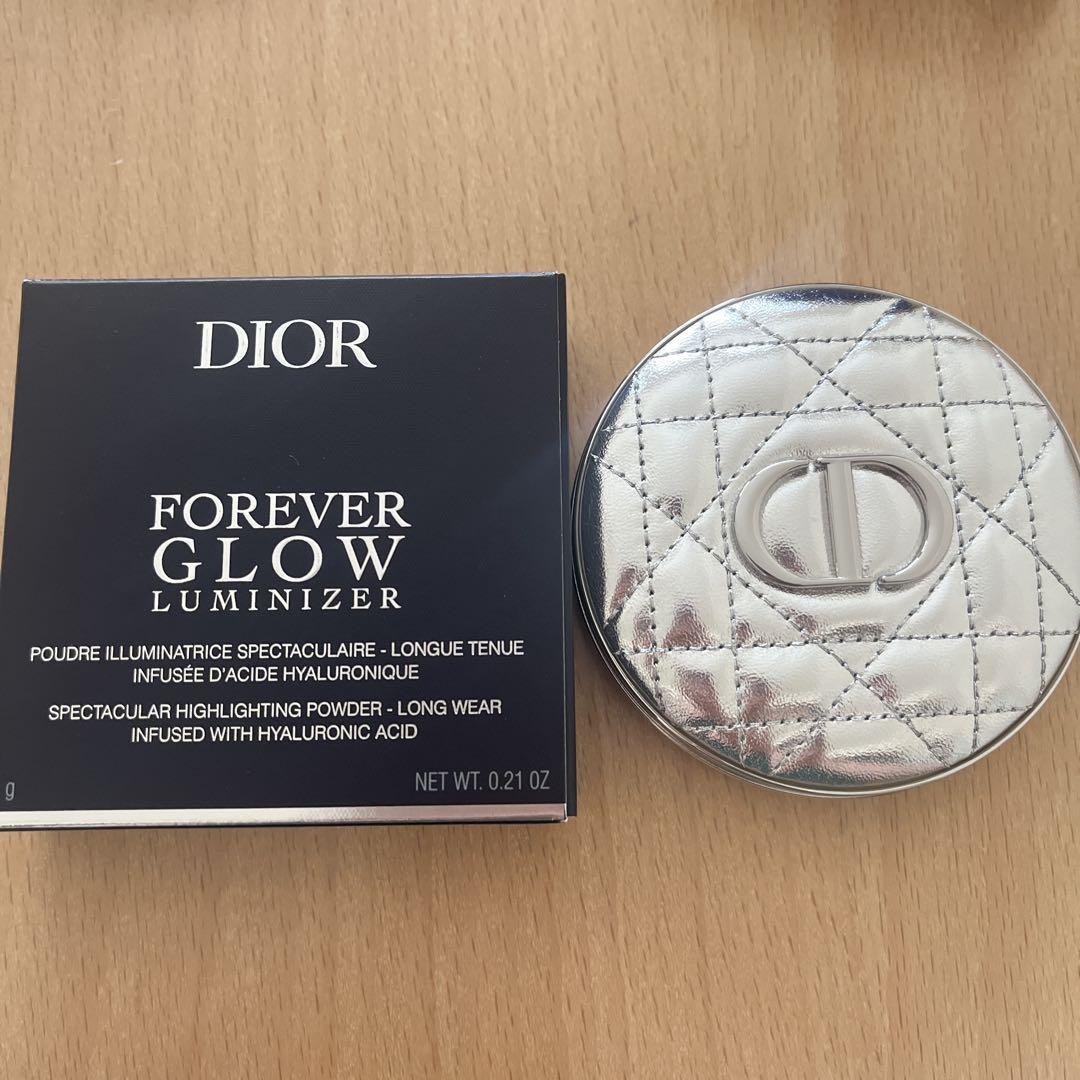 DIOR
FOREVER
GLOW
LUMINIZER
POUDRE ILLUMINATRICE SPECTACULAIRE - LONGUE TENUE
INFUSÉE D'ACIDE HYALURONIQUE
SPECTACULAR HIGHLIGHTING POWDER - LONG WEAR
INFUSED WITH HYALURONIC ACID
g NET WT. 0.21 OZ
CD